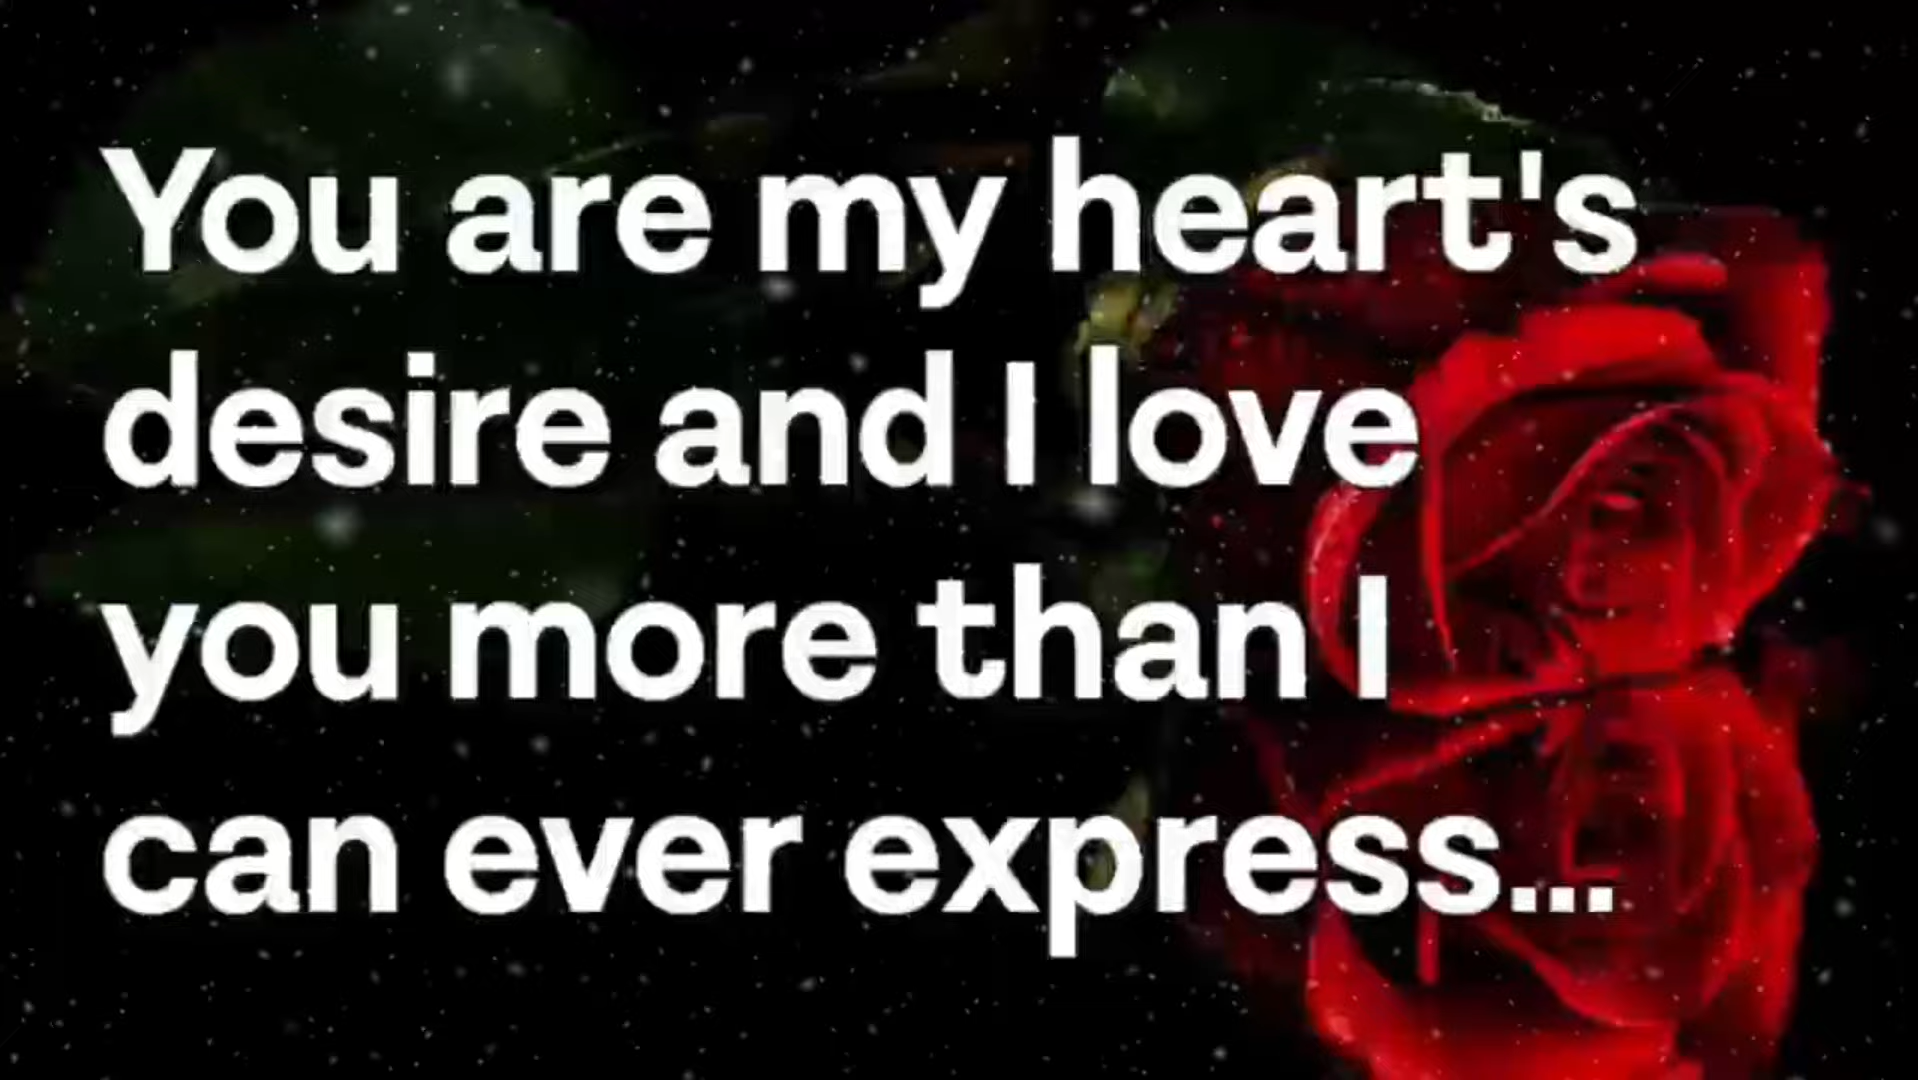 You are my heart's
desire and I love
you more than I
can ever express...